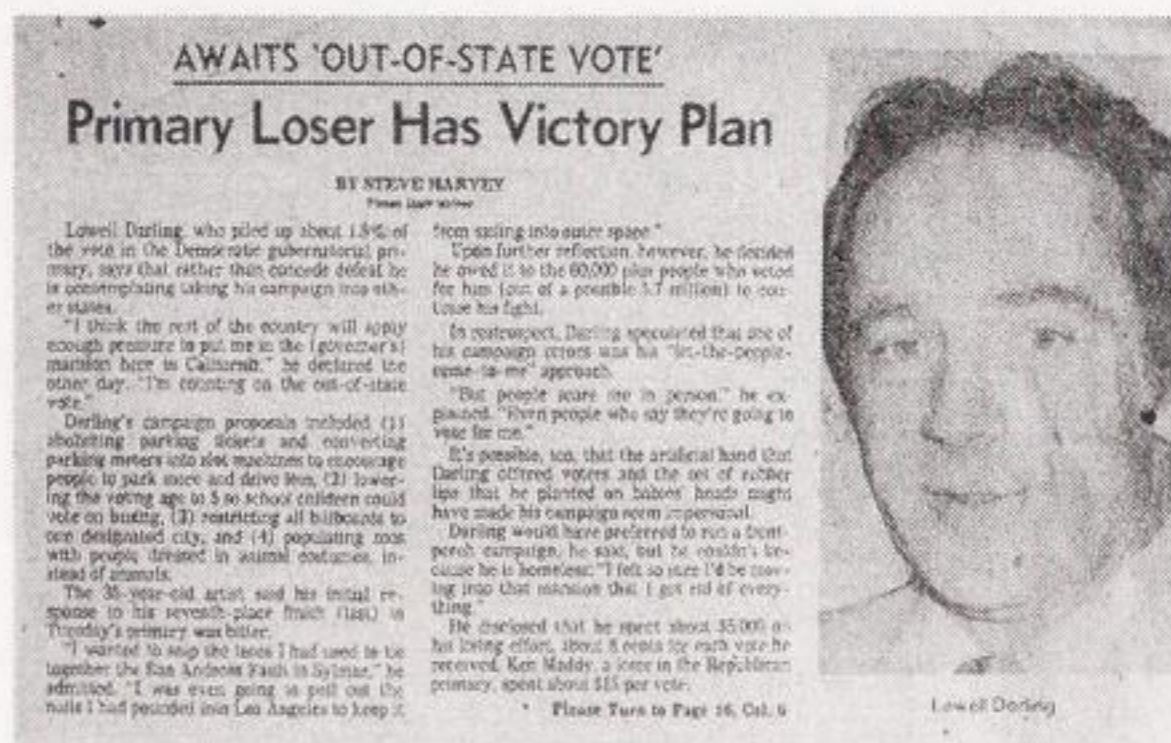 AWAITS 'OUT-OF-STATE VOTE'
Primary Loser Has Victory Plan
BY STEVE HARVEY
Times Staff Writer
Lowell Darling, who piled up about 1.8% of
the vote in the Democratic gubernatorial pri-
mary, says that rather than concede defeat he
is contemplating taking his campaign into oth-
er states.
"I think the rest of the country will apply
enough pressure to put me in the (governor's)
mansion here in California," he declared the
other day. "I'm counting on the out-of-state
vote."
Darling's campaign proposals included (1)
abolishing parking tickets and converting
parking meters into slot machines to encourage
people to park more and drive less, (2) lower-
ing the voting age to 5 so school children could
vote on busing, (3) restricting all billboards to
one designated city, and (4) populating zoos
with people dressed in animal costumes, in-
stead of animals.
The 35-year-old artist said his initial re-
sponse to his seventh-place finish (last) in
Tuesday's primary was bitter.
"I wanted to snip the laces I had used to tie
together the San Andreas Fault in Sylmar," he
admitted. "I was even going to pull out the
nails I had pounded into Los Angeles to keep it
from sailing into outer space."
Upon further reflection, however, he decided
he owed it to the 60,000 plus people who voted
for him (out of a possible 3.7 million) to con-
tinue his fight.
In retrospect, Darling speculated that one of
his campaign errors was his "let-the-people-
come-to-me" approach.
"But people scare me in person," he ex-
plained. "Even people who say they're going to
vote for me."
It's possible, too, that the artificial hand that
Darling offered voters and the set of rubber
lips that he planted on babies' heads might
have made his campaign seem impersonal.
Darling would have preferred to run a front-
porch campaign, he said, but he couldn't be-
cause he is homeless. "I felt so sure I'd be mov-
ing into that mansion that I got rid of every-
thing."
He disclosed that he spent about $5,000 on
his losing effort, about 8 cents for each vote he
received. Ken Maddy, a loser in the Republican
primary, spent about $15 per vote.
Please Turn to Page 16, Col. 6
Lowell Darling